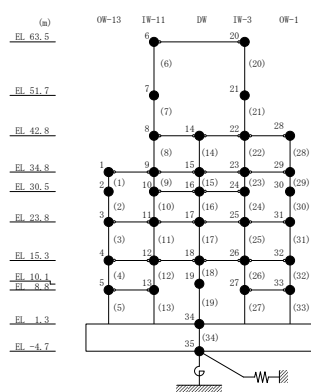 (m) OW-13 IW-11 DW IW-3 OW-1
EL 63.5 6 20
(6) (20)
EL 51.7 7 21
(7) (21)
EL 42.8 8 14 22 28
(8) (14) (22) (28)
EL 34.8 1 9 15 23 29
(1) (9) (15) (23) (29)
EL 30.5 2 10 16 24 30
(2) (10) (16) (24) (30)
EL 23.8 3 11 17 25 31
(3) (11) (17) (25) (31)
EL 15.3 4 12 18 26 32
(4) (12) (18) (26) (32)
EL 10.1 19
EL 8.8 5 13 27 33
(5) (13) (19) (27) (33)
EL 1.3 34
(34)
EL -4.7 35